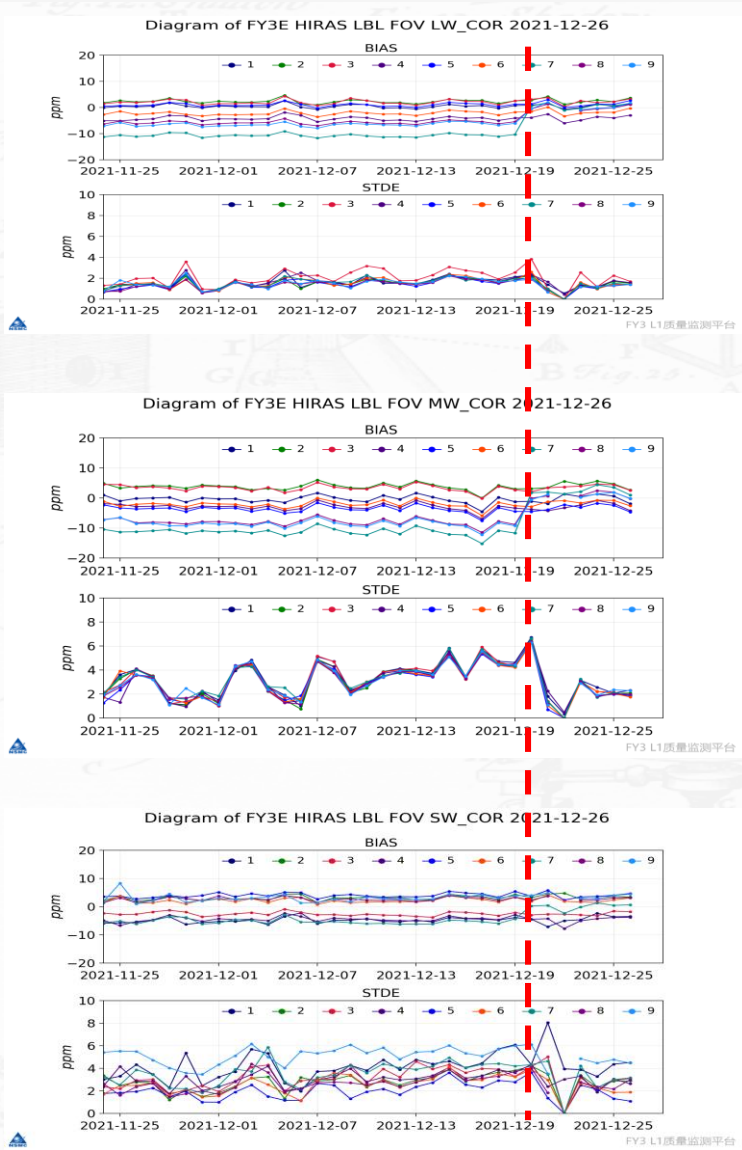 Diagram of FY3E HIRAS LBL FOV LW_COR 2021-12-26
BIAS
1 2 3 4 5 6 7 8 9
ppm
20
10
0
−10
−20
2021-11-25 2021-12-01 2021-12-07 2021-12-13 2021-12-19 2021-12-25
STDE
1 2 3 4 5 6 7 8 9
ppm
10
8
6
4
2
0
2021-11-25 2021-12-01 2021-12-07 2021-12-13 2021-12-19 2021-12-25
NSMC
FY3 L1质量监测平台
Diagram of FY3E HIRAS LBL FOV MW_COR 2021-12-26
BIAS
1 2 3 4 5 6 7 8 9
ppm
20
10
0
−10
−20
2021-11-25 2021-12-01 2021-12-07 2021-12-13 2021-12-19 2021-12-25
STDE
1 2 3 4 5 6 7 8 9
ppm
10
8
6
4
2
0
2021-11-25 2021-12-01 2021-12-07 2021-12-13 2021-12-19 2021-12-25
NSMC
FY3 L1质量监测平台
Diagram of FY3E HIRAS LBL FOV SW_COR 2021-12-26
BIAS
1 2 3 4 5 6 7 8 9
ppm
20
10
0
−10
−20
2021-11-25 2021-12-01 2021-12-07 2021-12-13 2021-12-19 2021-12-25
STDE
1 2 3 4 5 6 7 8 9
ppm
10
8
6
4
2
0
2021-11-25 2021-12-01 2021-12-07 2021-12-13 2021-12-19 2021-12-25
NSMC
FY3 L1质量监测平台